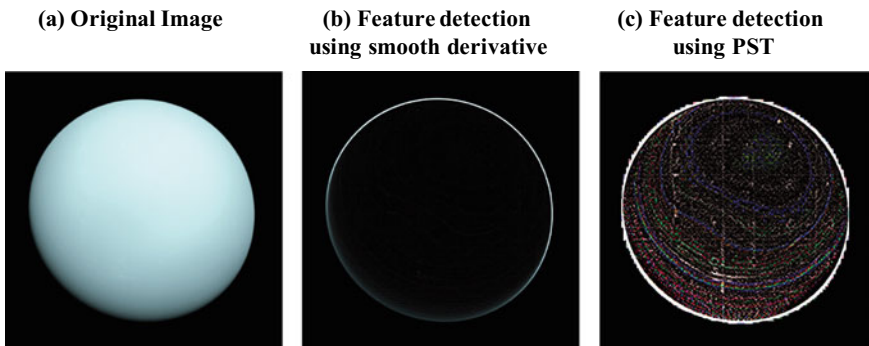 (a) Original Image
(b) Feature detection
using smooth derivative
(c) Feature detection
using PST